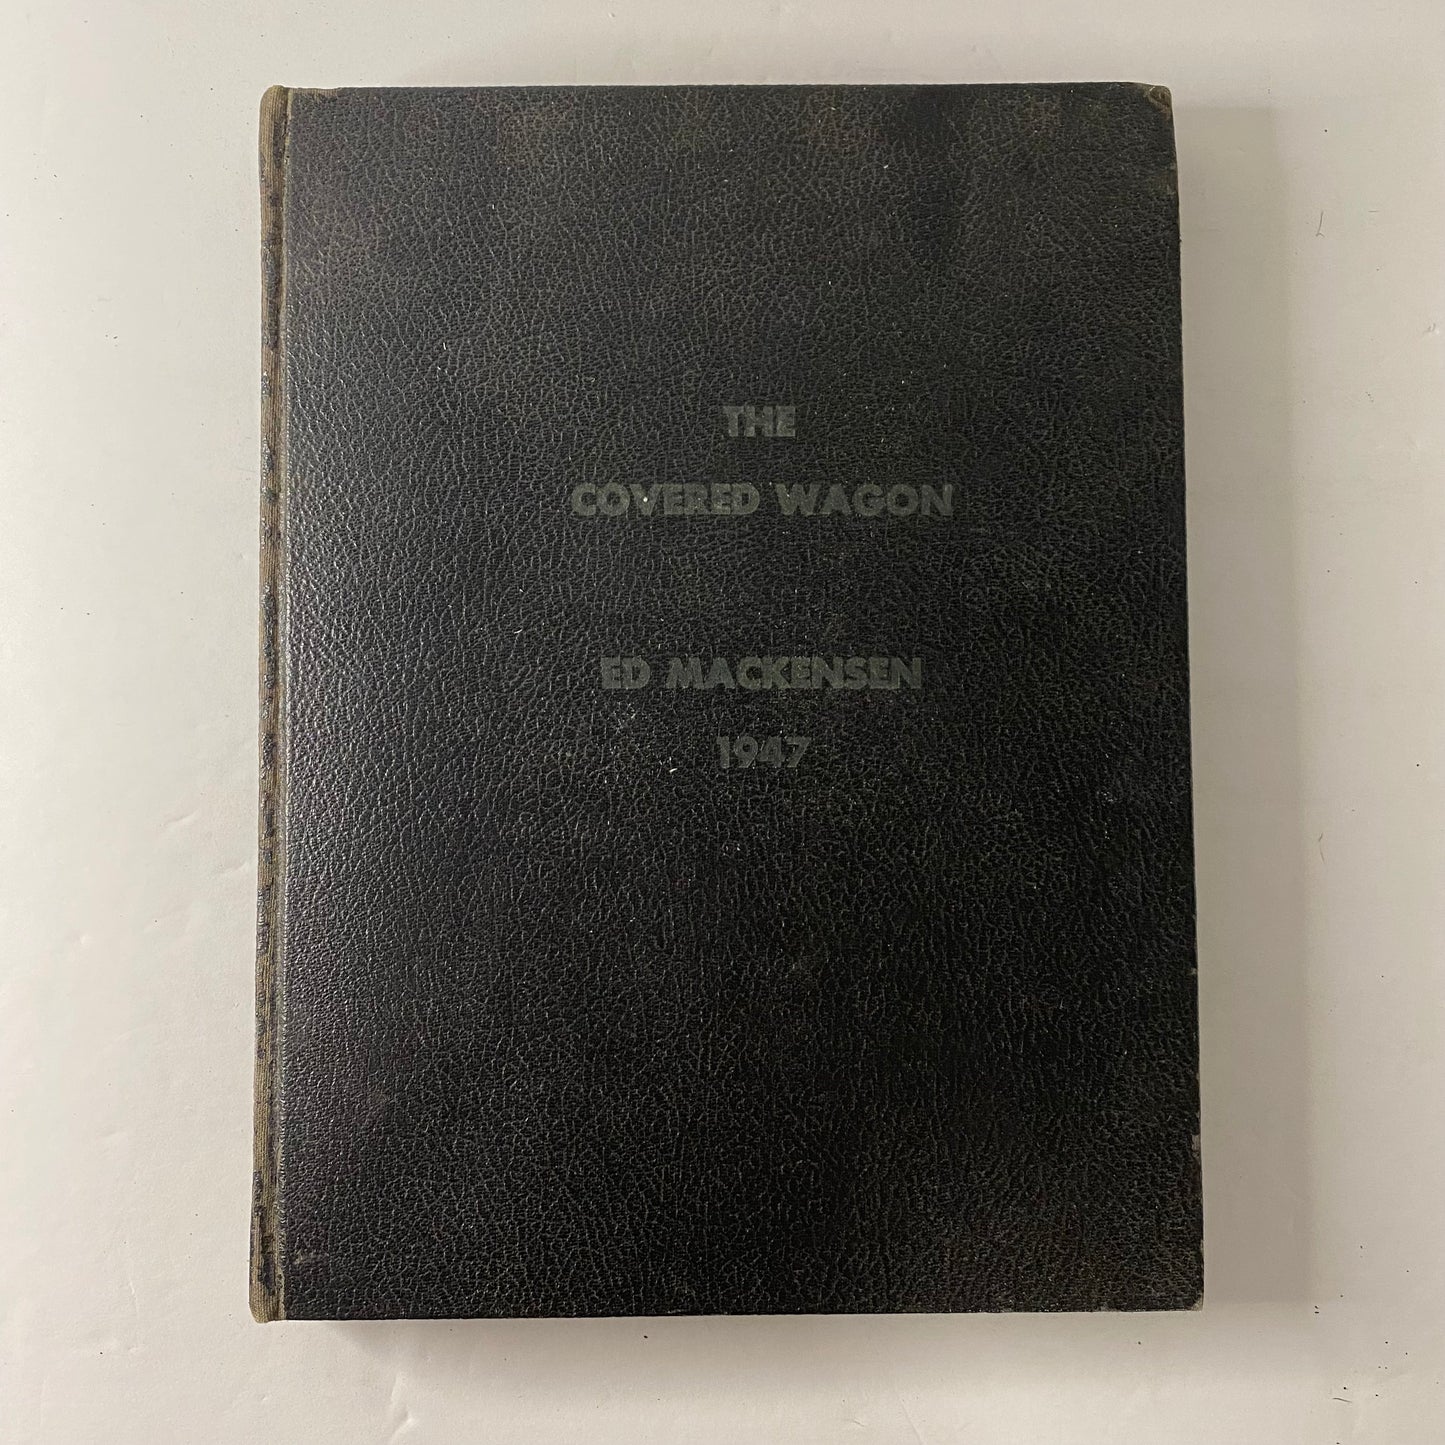 THE
COVERED WAGON
ED MACKENSEN
1947